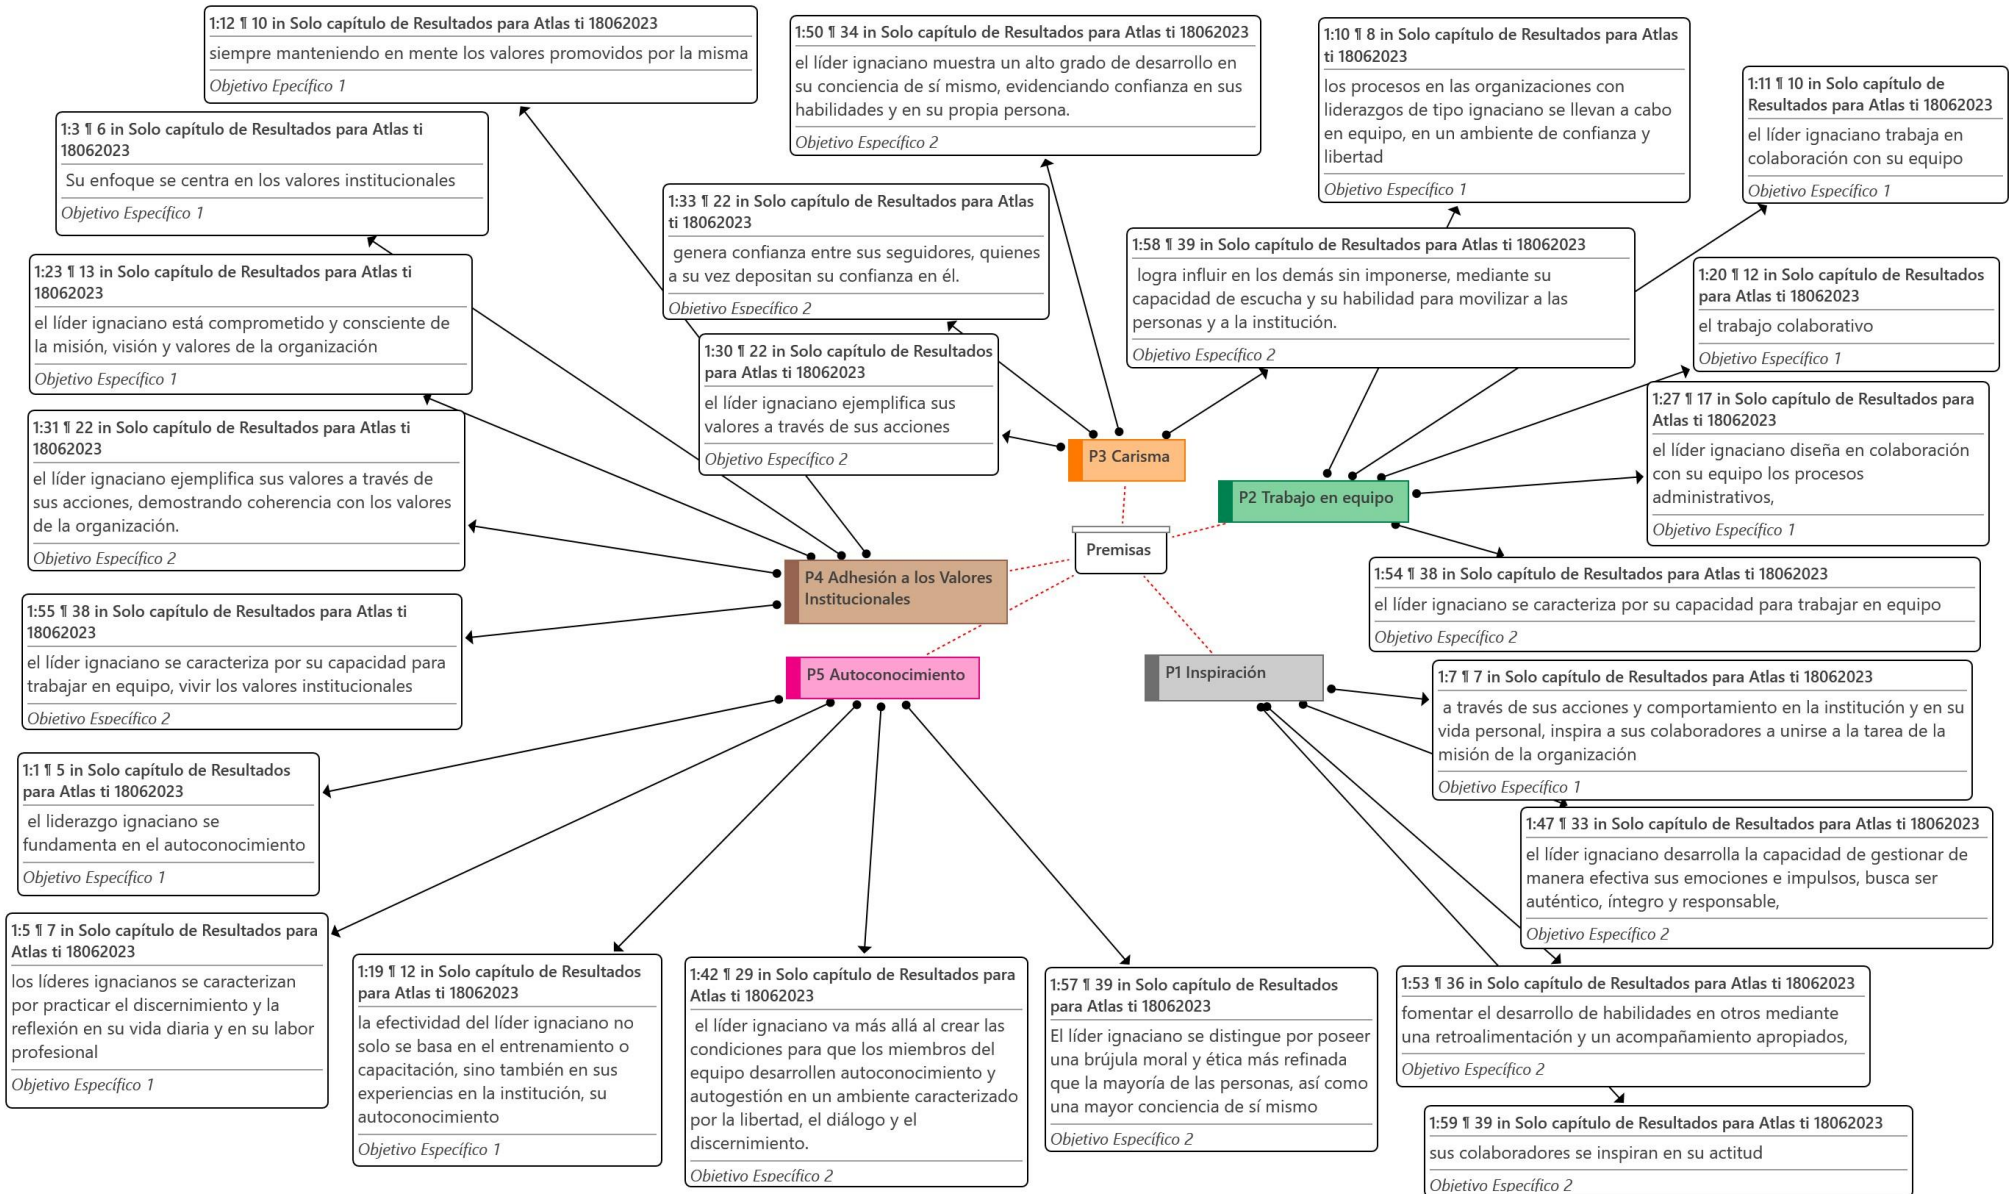 1:12 ¶ 10 in Solo capítulo de Resultados para Atlas ti 18062023
siempre manteniendo en mente los valores promovidos por la misma
Objetivo Epecífico 1
1:50 ¶ 34 in Solo capítulo de Resultados para Atlas ti 18062023
el líder ignaciano muestra un alto grado de desarrollo en
su conciencia de sí mismo, evidenciando confianza en sus
habilidades y en su propia persona.
Objetivo Específico 2
1:10 ¶ 8 in Solo capítulo de Resultados para Atlas
ti 18062023
los procesos en las organizaciones con
liderazgos de tipo ignaciano se llevan a cabo
en equipo, en un ambiente de confianza y
libertad
Objetivo Específico 1
1:11 ¶ 10 in Solo capítulo de
Resultados para Atlas ti 18062023
el líder ignaciano trabaja en
colaboración con su equipo
Objetivo Específico 1
1:3 ¶ 6 in Solo capítulo de Resultados para Atlas ti
18062023
Su enfoque se centra en los valores institucionales
Objetivo Específico 1
1:33 ¶ 22 in Solo capítulo de Resultados para Atlas
ti 18062023
genera confianza entre sus seguidores, quienes
a su vez depositan su confianza en él.
Objetivo Específico 2
1:58 ¶ 39 in Solo capítulo de Resultados para Atlas ti 18062023
logra influir en los demás sin imponerse, mediante su
capacidad de escucha y su habilidad para movilizar a las
personas y a la institución.
Objetivo Específico 2
1:23 ¶ 13 in Solo capítulo de Resultados para Atlas ti
18062023
el líder ignaciano está comprometido y consciente de
la misión, visión y valores de la organización
Objetivo Específico 1
1:20 ¶ 12 in Solo capítulo de Resultados
para Atlas ti 18062023
el trabajo colaborativo
Objetivo Específico 1
1:30 ¶ 22 in Solo capítulo de Resultados
para Atlas ti 18062023
el líder ignaciano ejemplifica sus
valores a través de sus acciones
Objetivo Específico 2
1:27 ¶ 17 in Solo capítulo de Resultados para
Atlas ti 18062023
el líder ignaciano diseña en colaboración
con su equipo los procesos
administrativos,
Objetivo Específico 1
1:31 ¶ 22 in Solo capítulo de Resultados para Atlas ti
18062023
el líder ignaciano ejemplifica sus valores a través de
sus acciones, demostrando coherencia con los valores
de la organización.
Objetivo Específico 2
P3 Carisma
P2 Trabajo en equipo
Premisas
P4 Adhesión a los Valores
Institucionales
P5 Autoconocimiento
P1 Inspiración
1:54 ¶ 38 in Solo capítulo de Resultados para Atlas ti 18062023
el líder ignaciano se caracteriza por su capacidad para trabajar en equipo
Objetivo Específico 2
1:55 ¶ 38 in Solo capítulo de Resultados para Atlas ti
18062023
el líder ignaciano se caracteriza por su capacidad para
trabajar en equipo, vivir los valores institucionales
Objetivo Específico 2
1:7 ¶ 7 in Solo capítulo de Resultados para Atlas ti 18062023
a través de sus acciones y comportamiento en la institución y en su
vida personal, inspira a sus colaboradores a unirse a la tarea de la
misión de la organización
Objetivo Específico 1
1:1 ¶ 5 in Solo capítulo de Resultados
para Atlas ti 18062023
el liderazgo ignaciano se
fundamenta en el autoconocimiento
Objetivo Específico 1
1:47 ¶ 33 in Solo capítulo de Resultados para Atlas ti 18062023
el líder ignaciano desarrolla la capacidad de gestionar de
manera efectiva sus emociones e impulsos, busca ser
auténtico, íntegro y responsable,
Objetivo Específico 2
1:5 ¶ 7 in Solo capítulo de Resultados para
Atlas ti 18062023
los líderes ignacianos se caracterizan
por practicar el discernimiento y la
reflexión en su vida diaria y en su labor
profesional
Objetivo Específico 1
1:19 ¶ 12 in Solo capítulo de Resultados
para Atlas ti 18062023
la efectividad del líder ignaciano no
solo se basa en el entrenamiento o
capacitación, sino también en sus
experiencias en la institución, su
autoconocimiento
Objetivo Específico 1
1:42 ¶ 29 in Solo capítulo de Resultados para
Atlas ti 18062023
el líder ignaciano va más allá al crear las
condiciones para que los miembros del
equipo desarrollen autoconocimiento y
autogestión en un ambiente caracterizado
por la libertad, el diálogo y el
discernimiento.
Objetivo Específico 2
1:57 ¶ 39 in Solo capítulo de Resultados
para Atlas ti 18062023
El líder ignaciano se distingue por poseer
una brújula moral y ética más refinada
que la mayoría de las personas, así como
una mayor conciencia de sí mismo
Objetivo Específico 2
1:53 ¶ 36 in Solo capítulo de Resultados para Atlas ti 18062023
fomentar el desarrollo de habilidades en otros mediante
una retroalimentación y un acompañamiento apropiados,
Objetivo Específico 2
1:59 ¶ 39 in Solo capítulo de Resultados para Atlas ti 18062023
sus colaboradores se inspiran en su actitud
Objetivo Específico 2